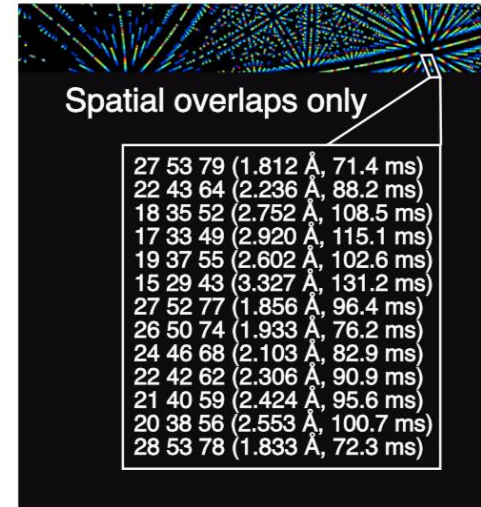 Spatial overlaps only
27 53 79 (1.812 Å, 71.4 ms)
22 43 64 (2.236 Å, 88.2 ms)
18 35 52 (2.752 Å, 108.5 ms)
17 33 49 (2.920 Å, 115.1 ms)
19 37 55 (2.602 Å, 102.6 ms)
15 29 43 (3.327 Å, 131.2 ms)
27 52 77 (1.856 Å, 96.4 ms)
26 50 74 (1.933 Å, 76.2 ms)
24 46 68 (2.103 Å, 82.9 ms)
22 42 62 (2.306 Å, 90.9 ms)
21 40 59 (2.424 Å, 95.6 ms)
20 38 56 (2.553 Å, 100.7 ms)
28 53 78 (1.833 Å, 72.3 ms)